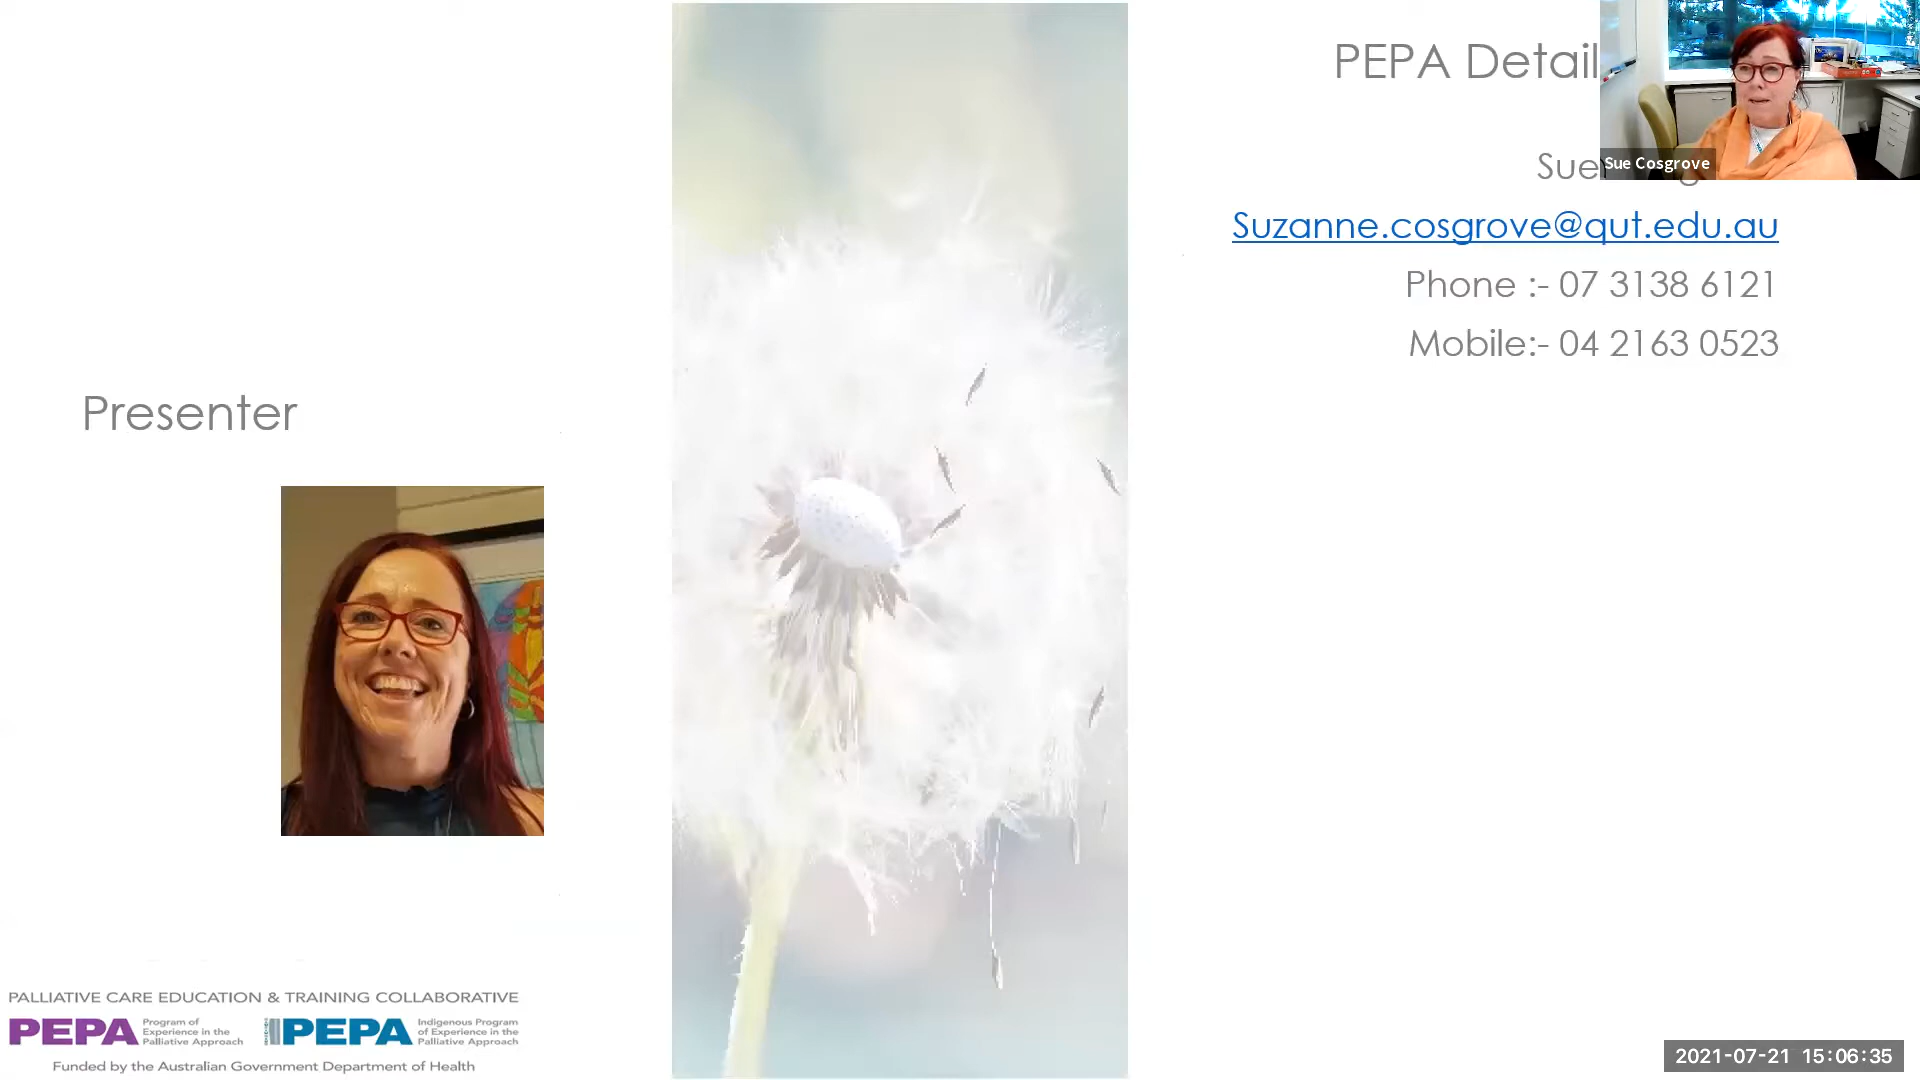 PEPA Detail
Sue
Sue Cosgrove
Suzanne.cosgrove@qut.edu.au
Phone :- 07 3138 6121
Mobile:- 04 2163 0523
Presenter
PALLIATIVE CARE EDUCATION & TRAINING COLLABORATIVE
PEPA Program of
Experience in the
Palliative Approach
IPEPA Indigenous Program
of Experience in the
Palliative Approach
Funded by the Australian Government Department of Health
2021-07-21 15:06:35